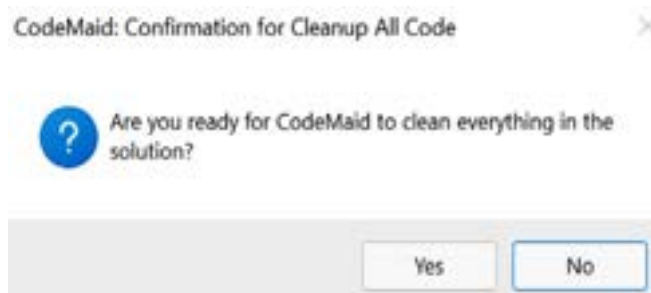 CodeMaid: Confirmation for Cleanup All Code
Are you ready for CodeMaid to clean everything in the
solution?
Yes
No